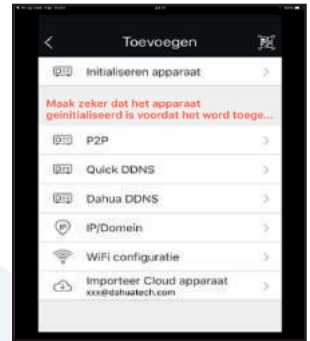 Toevoegen
Initialiseren apparaat
Maak zeker dat het apparaat
geinitialiseerd is voordat het word toege...
P2P
Quick DDNS
Dahua DDNS
IP/Domein
WiFi configuratie
Importeer Cloud apparaat
xxx@dahuatech.com